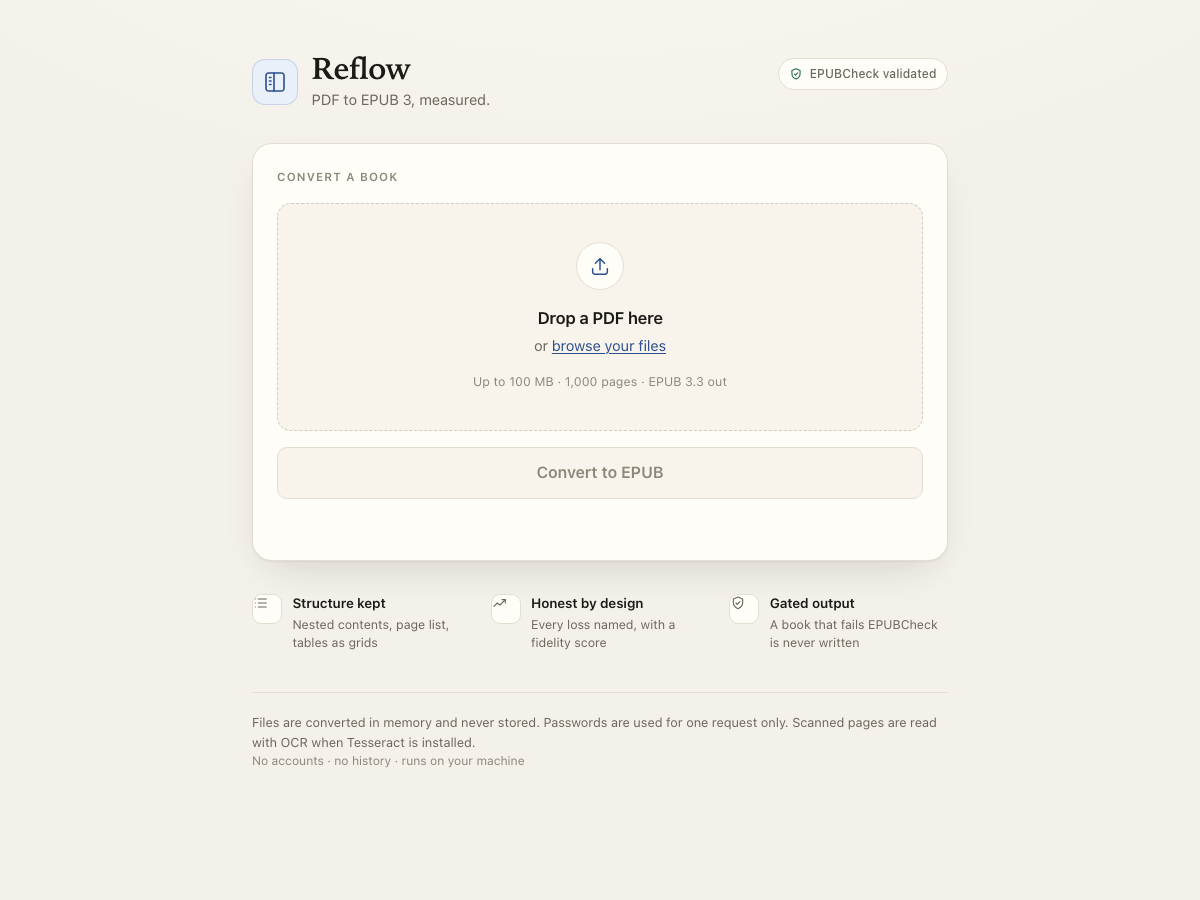 Reflow
PDF to EPUB 3, measured.
EPUBCheck validated
CONVERT A BOOK
Drop a PDF here
or browse your files
Up to 100 MB · 1,000 pages · EPUB 3.3 out
Convert to EPUB
Structure kept
Nested contents, page list,
tables as grids
Honest by design
Every loss named, with a
fidelity score
Gated output
A book that fails EPUBCheck
is never written
Files are converted in memory and never stored. Passwords are used for one request only. Scanned pages are read
with OCR when Tesseract is installed.
No accounts · no history · runs on your machine